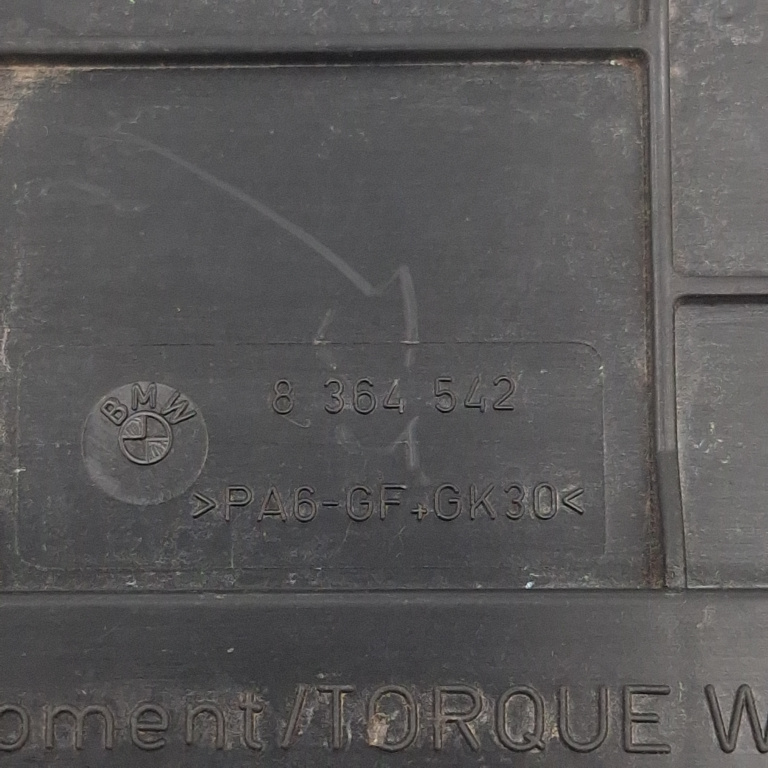 BMW
8 364 542
>PA6-GF+GK30<
oment/TORQUE W